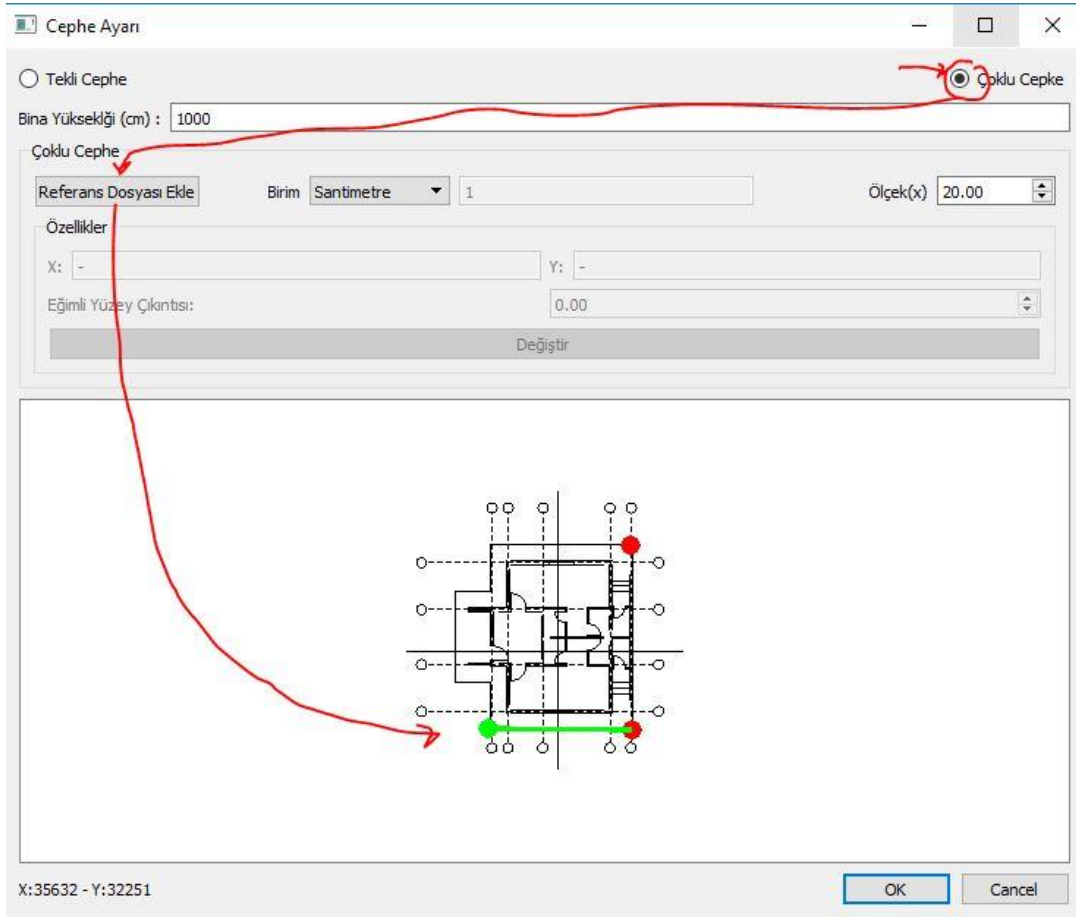 Cephe Ayarı
Tekli Cephe Çoklu Cepke
Bina Yüksekliği (cm) : 1000
Çoklu Cephe
Referans Dosyası Ekle Birim Santimetre 1 Ölçek(x) 20.00
Özellikler
X: - Y: -
Eğimli Yüzey Çıkıntısı: 0.00
Değiştir
X:35632 - Y:32251 OK Cancel